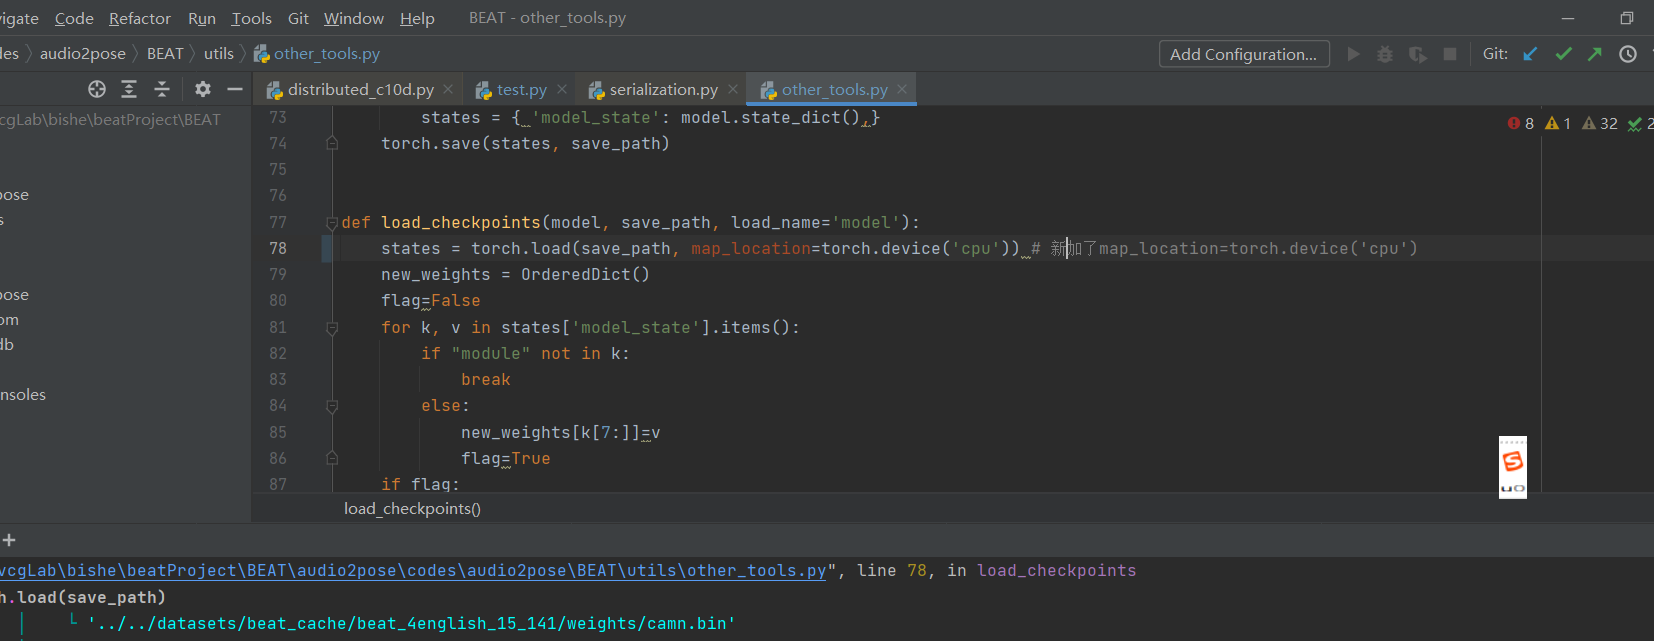 vigate Code Refactor Run Tools Git Window Help BEAT - other_tools.py
des audio2pose BEAT utils other_tools.py Add Configuration... Git:
distributed_c10d.py test.py serialization.py other_tools.py
vcgLab\bishe\beatProject\BEAT
8 1 32 2
73 states = { 'model_state': model.state_dict(),}
74 torch.save(states, save_path)
75
76
77 def load_checkpoints(model, save_path, load_name='model'):
78 states = torch.load(save_path, map_location=torch.device('cpu')) # 新加了map_location=torch.device('cpu')
79 new_weights = OrderedDict()
80 flag=False
81 for k, v in states['model_state'].items():
82 if "module" not in k:
83 break
84 else:
85 new_weights[k[7:]]=v
86 flag=True
87 if flag:
pose
s
pose
om
db
nsoles
load_checkpoints()
vcgLab\bishe\beatProject\BEAT\audio2pose\codes\audio2pose\BEAT\utils\other_tools.py", line 78, in load_checkpoints
h.load(save_path)
'../../datasets/beat_cache/beat_4english_15_141/weights/camn.bin'